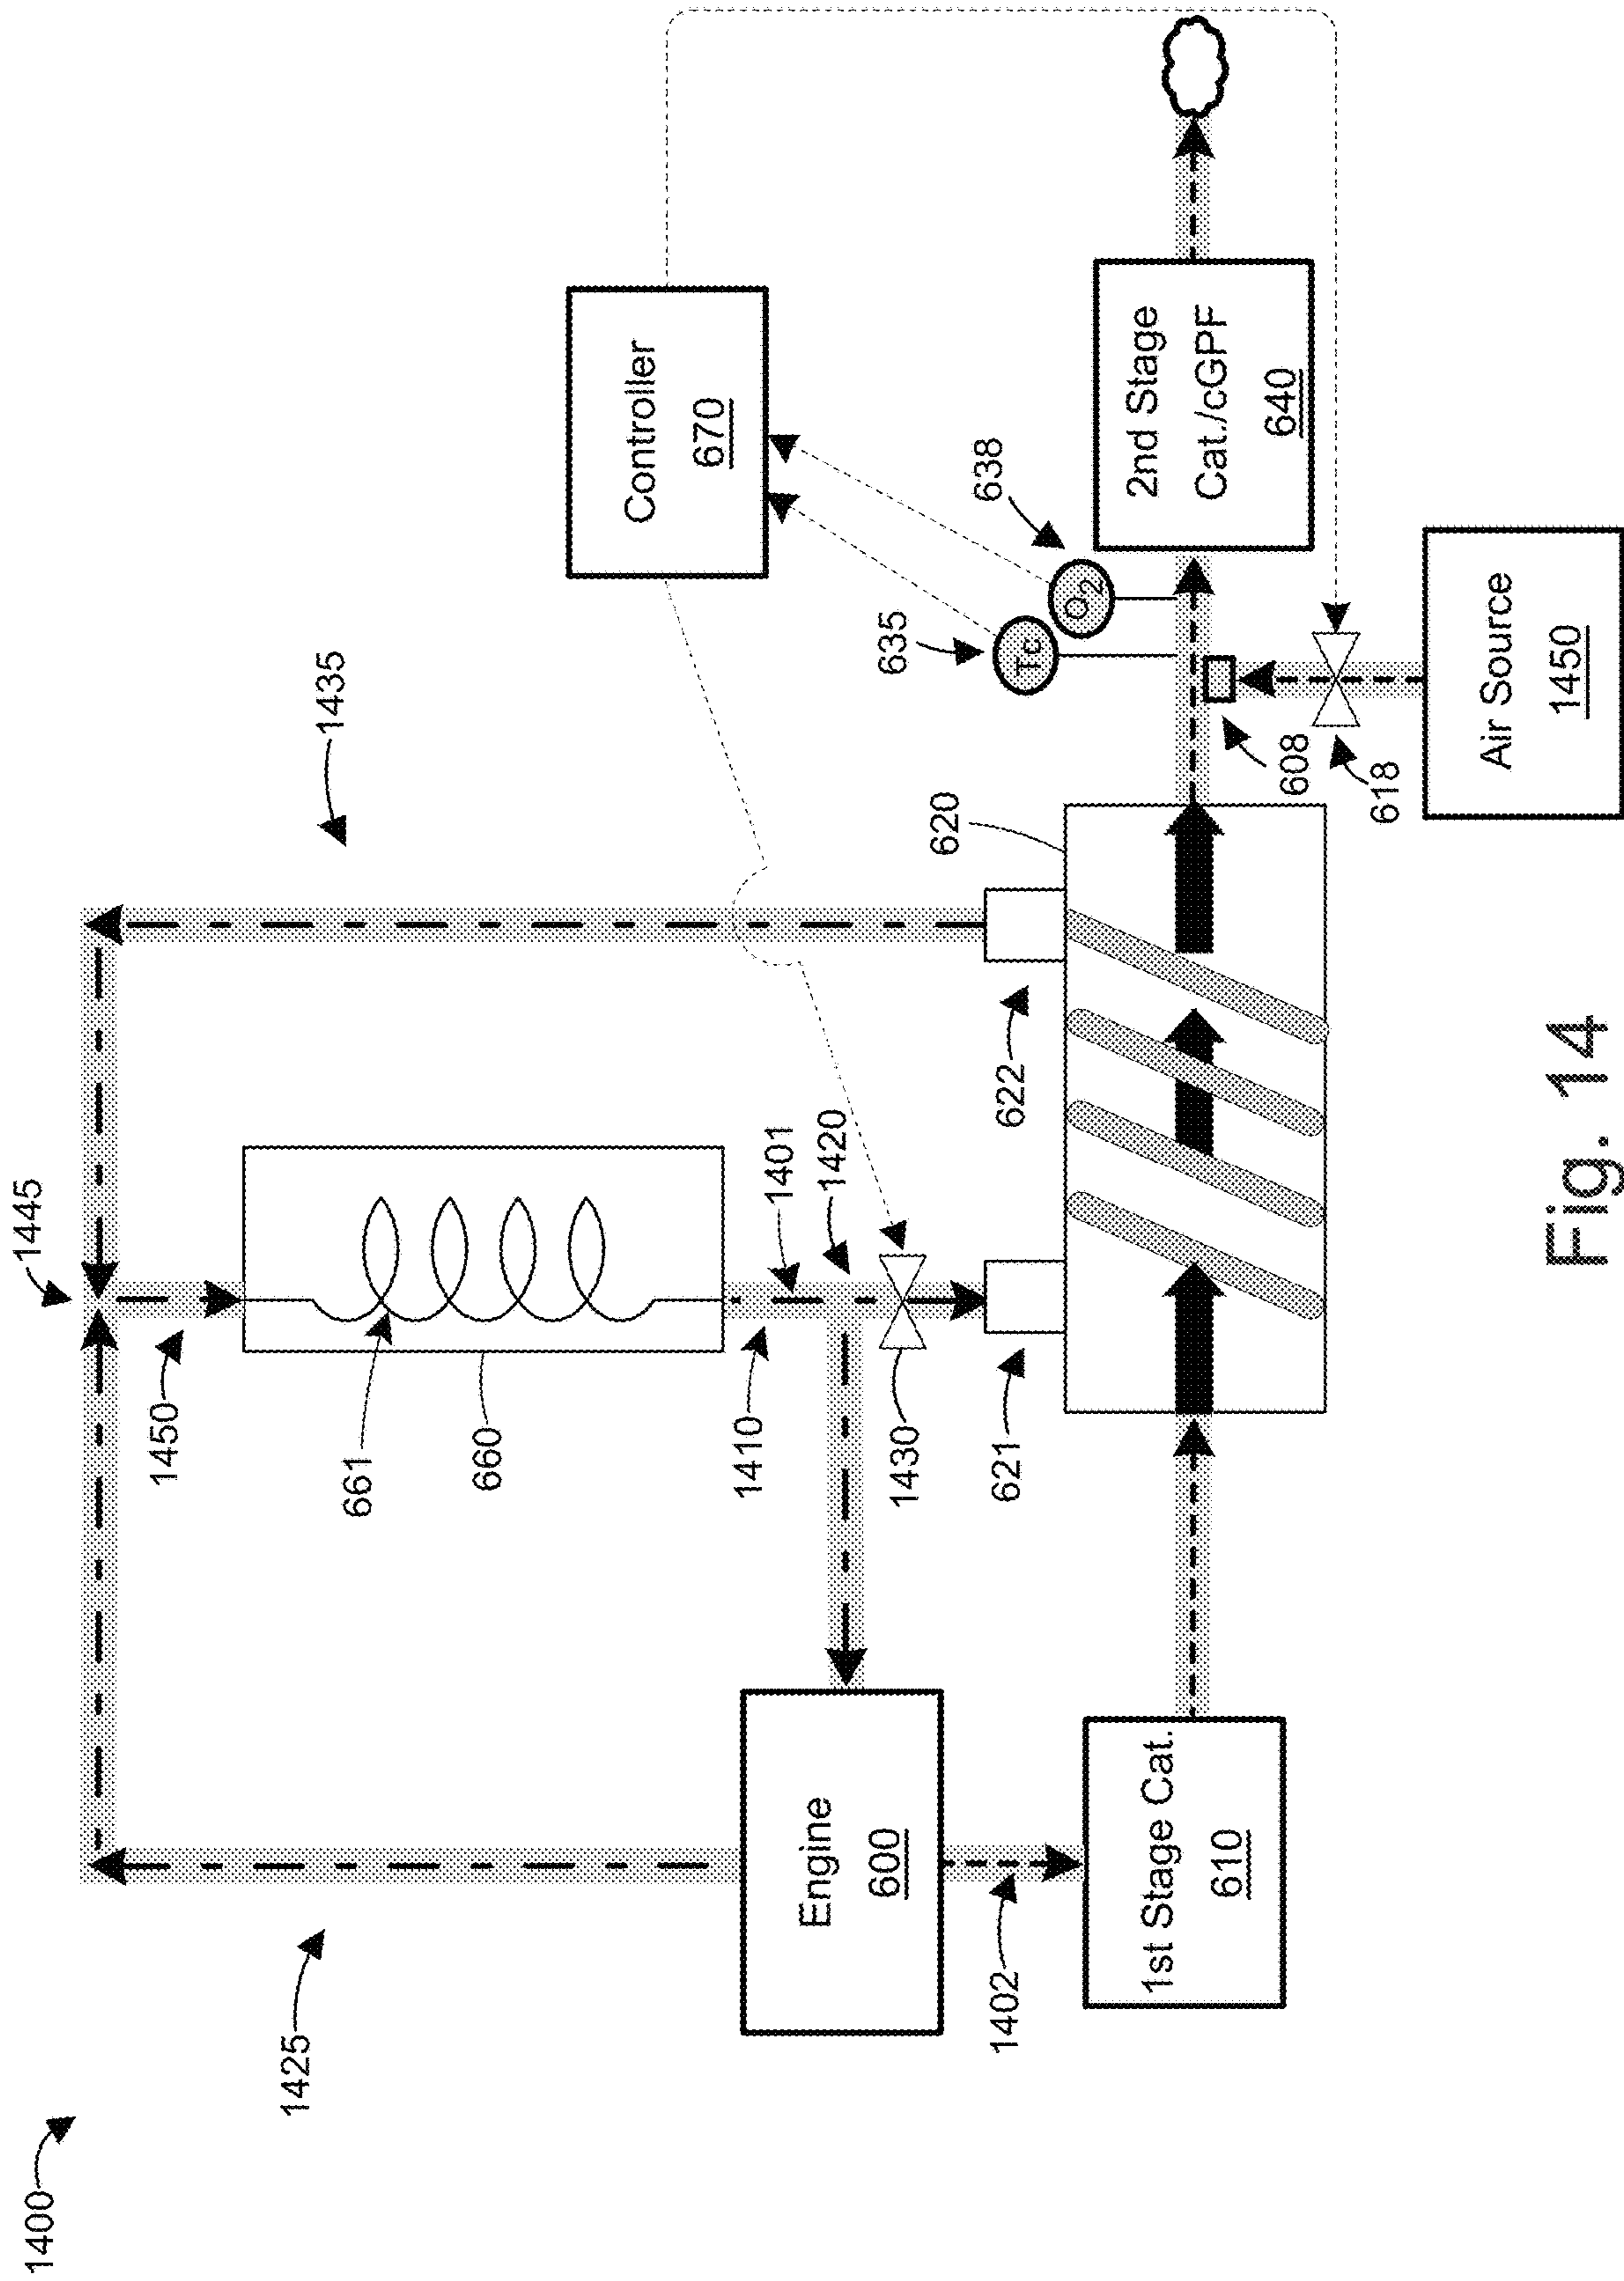 1400
1425
1445
1435
1450
661
660
1410
1401
1420
1430
621
622
620
Engine
600
1402
1st Stage Cat.
610
Controller
670
635
Tc
638
O2
2nd Stage
Cat./cGPF
640
608
618
Air Source
1450
Fig. 14